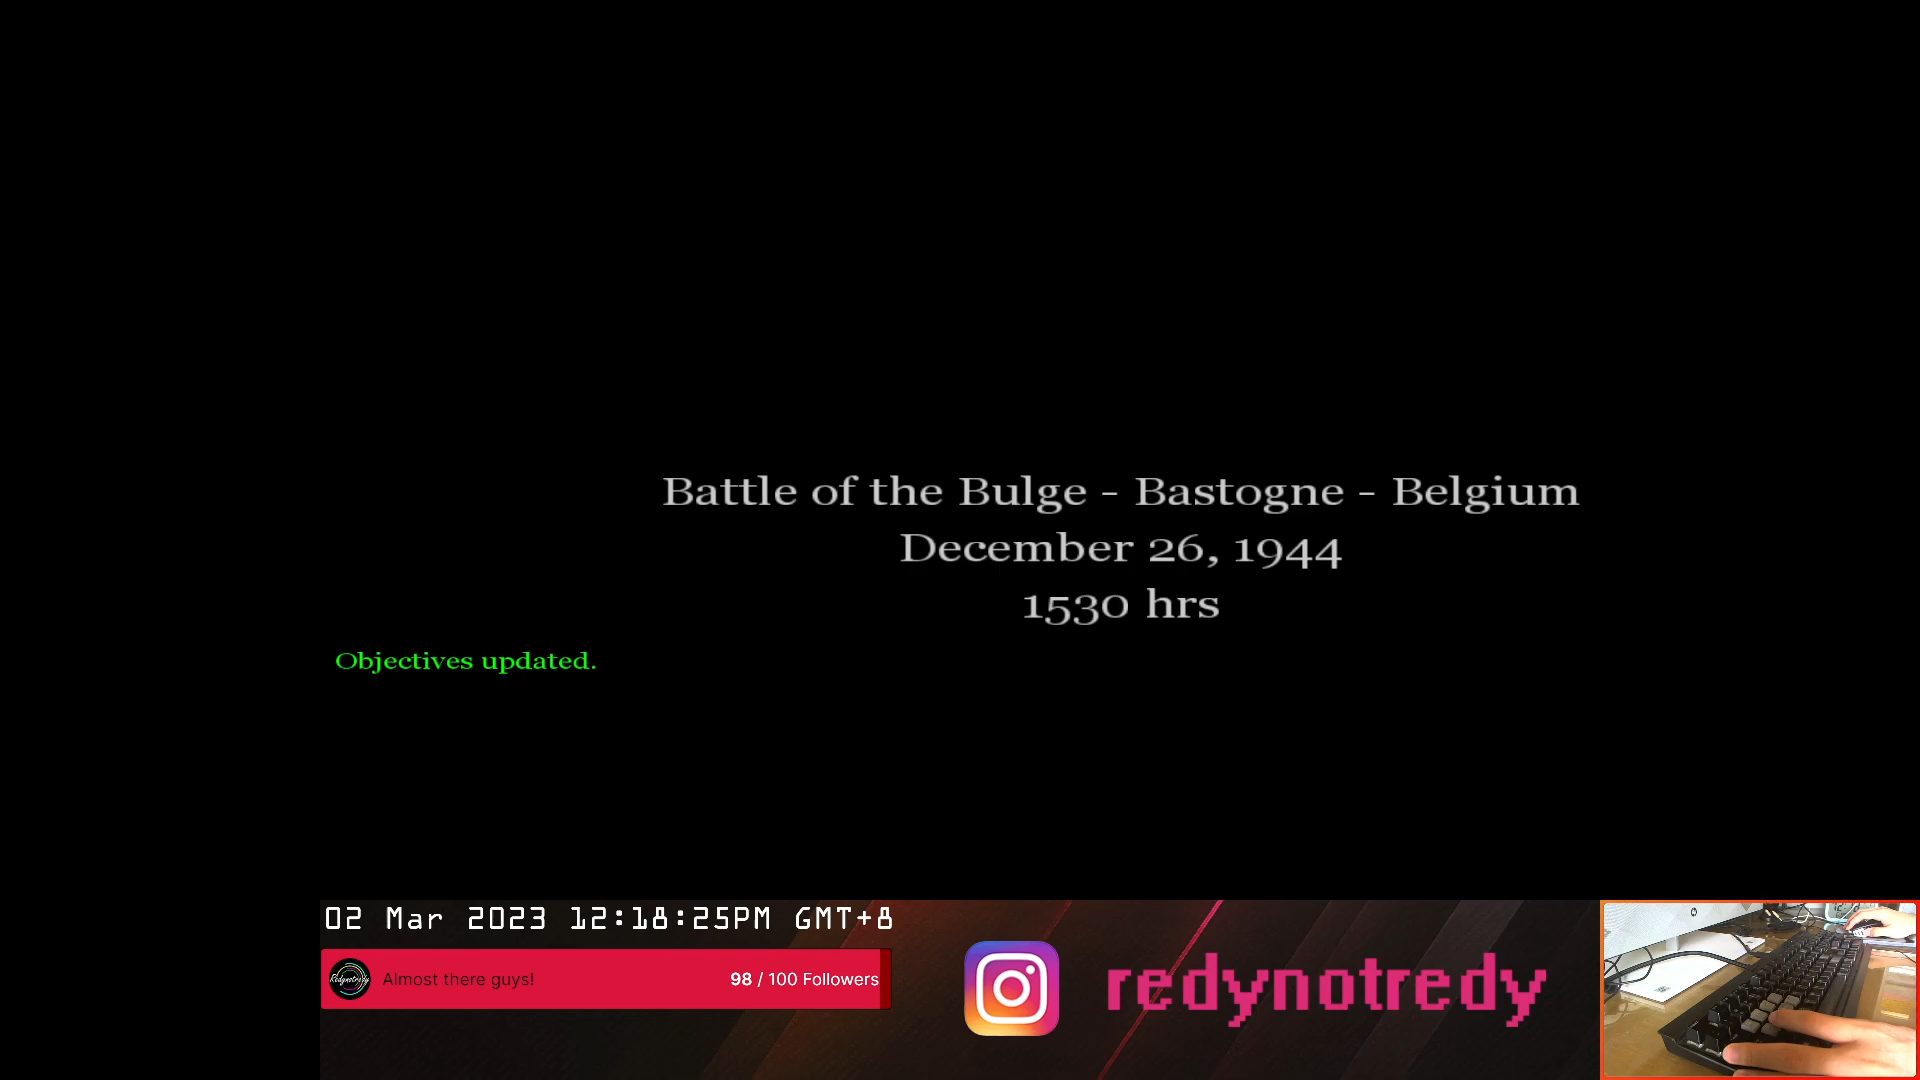 Battle of the Bulge - Bastogne - Belgium
December 26, 1944
1530 hrs
Objectives updated.
02 Mar 2023 12:18:25PM GMT+8
Redynotredy
Almost there guys!
98 / 100 Followers
redynotredy